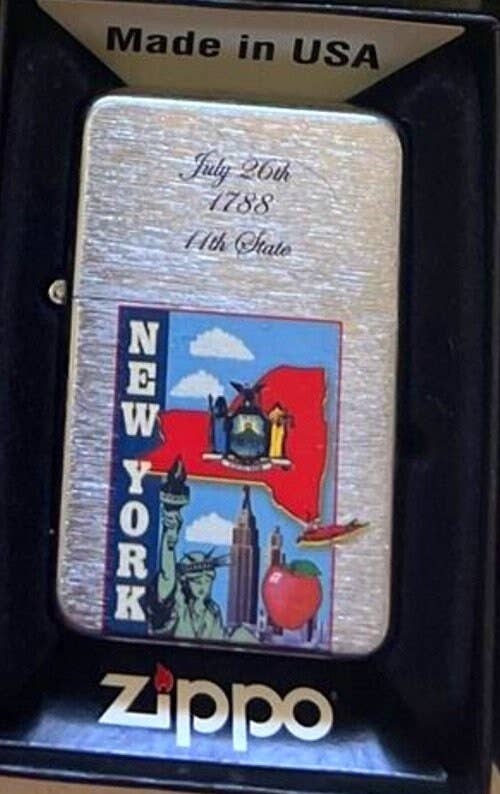 Made in USA
July 26th
1788
11th State
NEW YORK
zippo